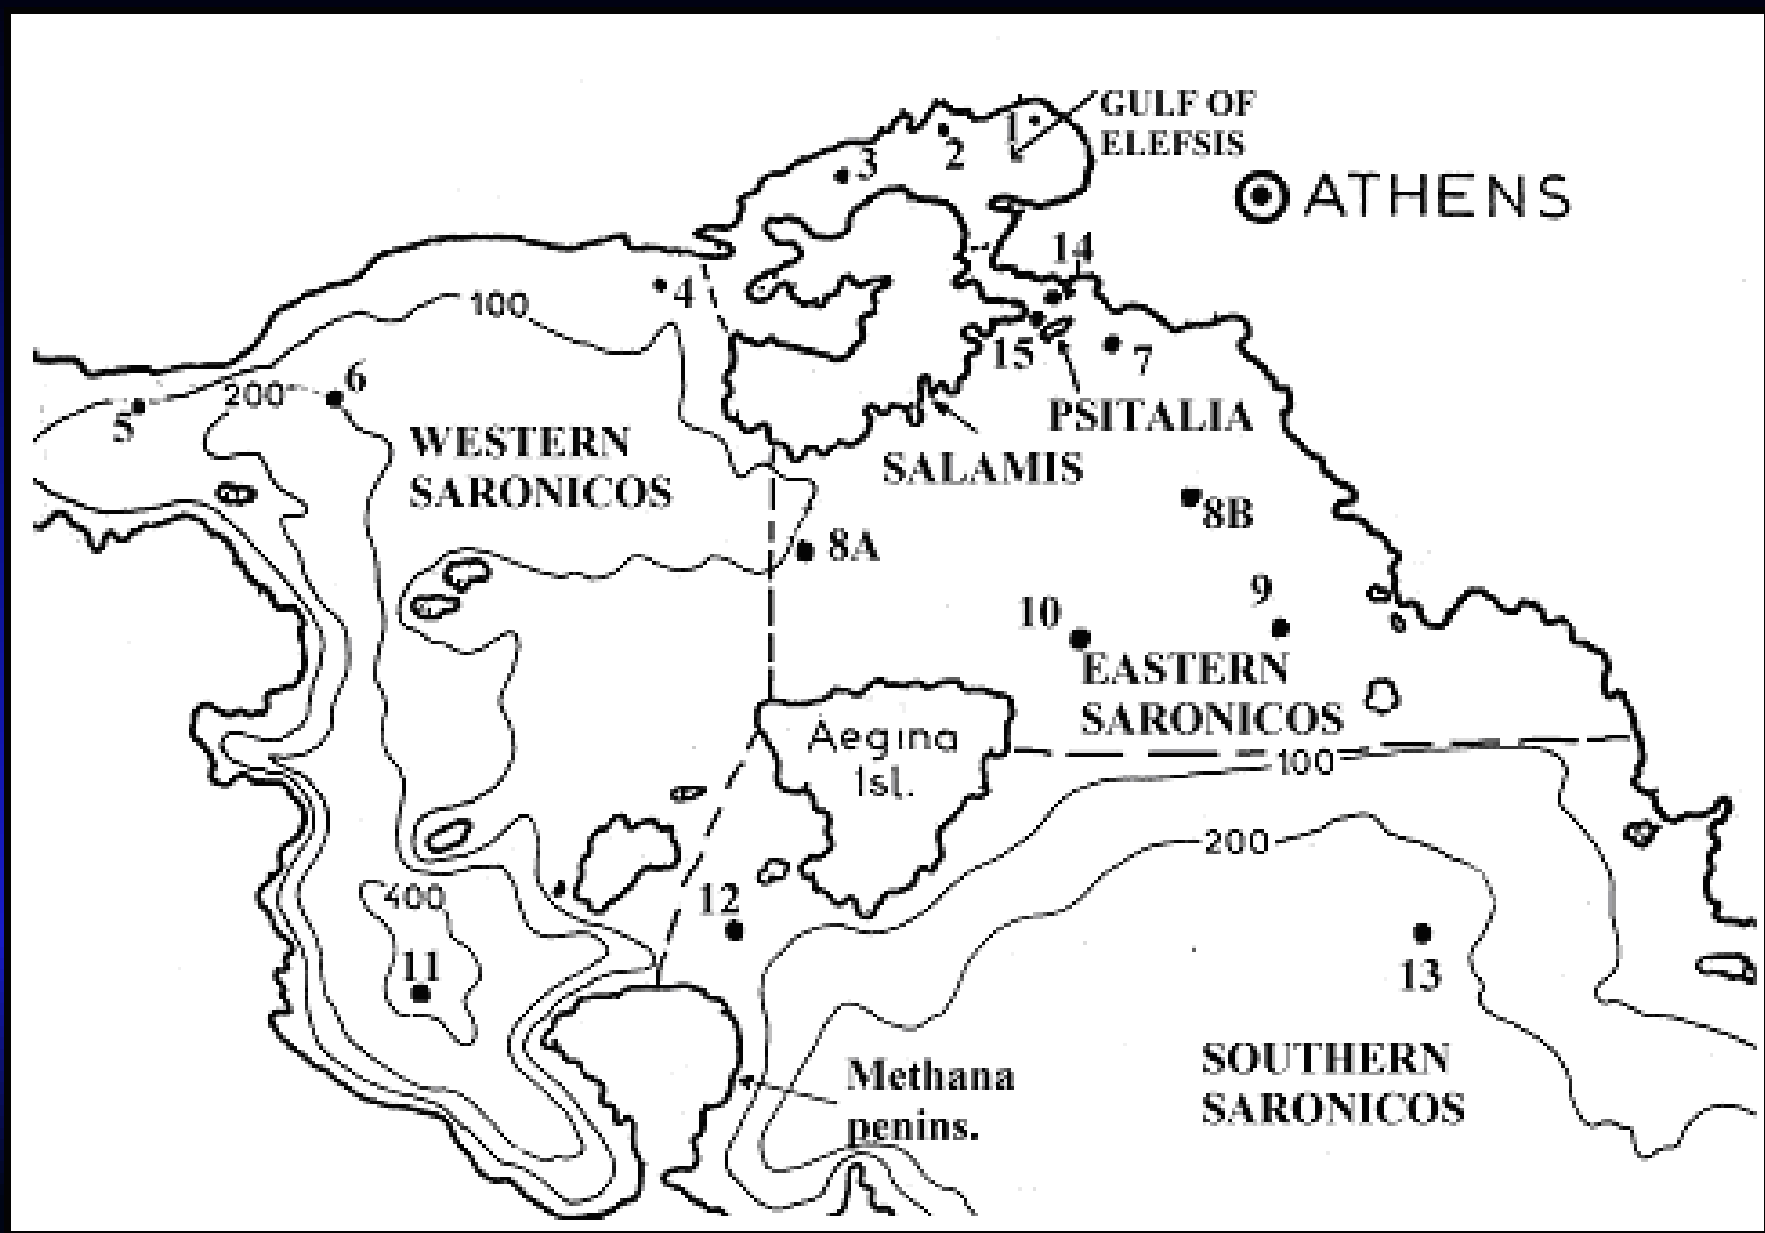 GULF OF
ELEFSIS
1
2
3
ATHENS
14
4
100
15
7
6
200
5
PSITALIA
WESTERN
SARONICOS
SALAMIS
8B
8A
9
10
EASTERN
SARONICOS
Aegina
Isl.
100
200
400
12
11
13
SOUTHERN
SARONICOS
Methana
penins.